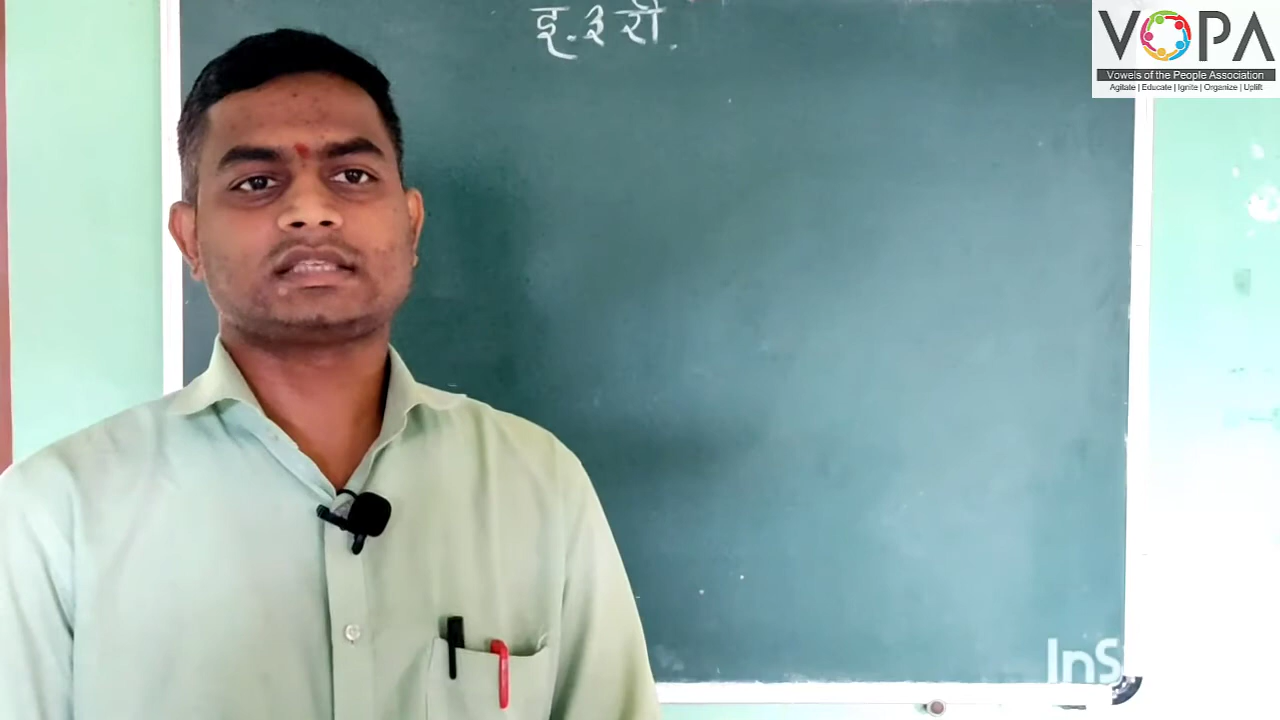 इ. ३ री.
VOPA
Vowels of the People Association
Agitate | Educate | Ignite | Organize | Uplift
InS